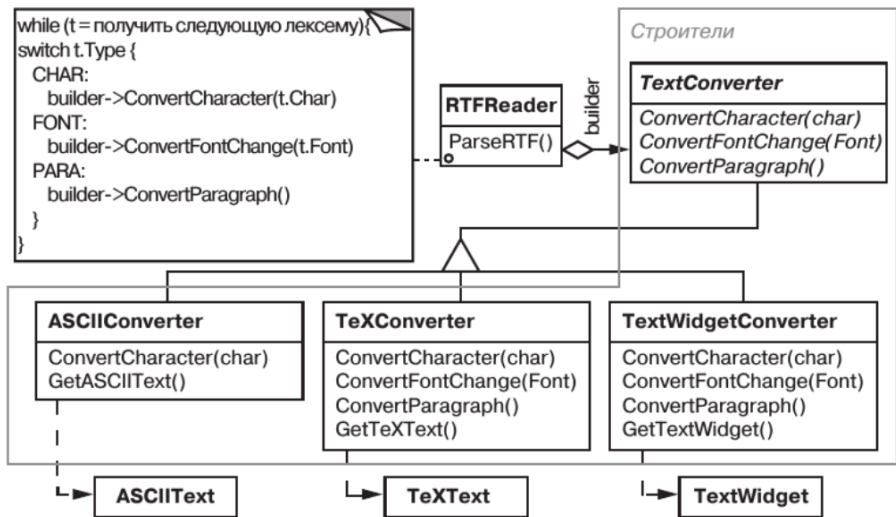 while (t = получить следующую лексему){
switch t.Type {
CHAR:
builder->ConvertCharacter(t.Char)
FONT:
builder->ConvertFontChange(t.Font)
PARA:
builder->ConvertParagraph()
}
}
RTFReader
ParseRTF()
builder
Строители
TextConverter
ConvertCharacter(char)
ConvertFontChange(Font)
ConvertParagraph()
ASCIIConverter
ConvertCharacter(char)
GetASCIIText()
TeXConverter
ConvertCharacter(char)
ConvertFontChange(Font)
ConvertParagraph()
GetTeXText()
TextWidgetConverter
ConvertCharacter(char)
ConvertFontChange(Font)
ConvertParagraph()
GetTextWidget()
ASCIIText
TeXText
TextWidget